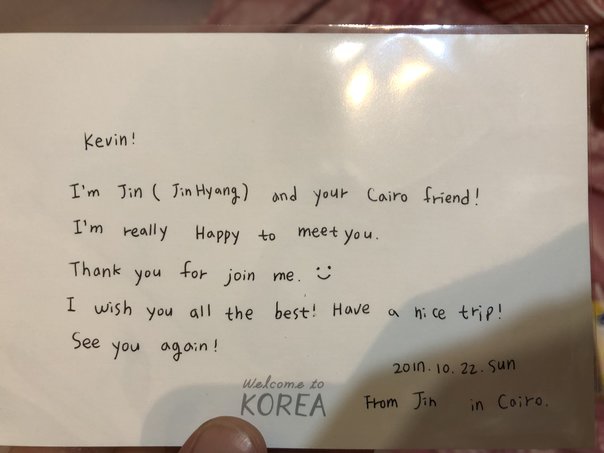 Kevin!
I'm Jin ( JinHyang) and your Cairo friend!
I'm really Happy to meet you.
Thank you for join me. :)
I wish you all the best! Have a nice trip!
See you again!
2017.10.22.Sun
Welcome to
KOREA
From Jin in Cairo.